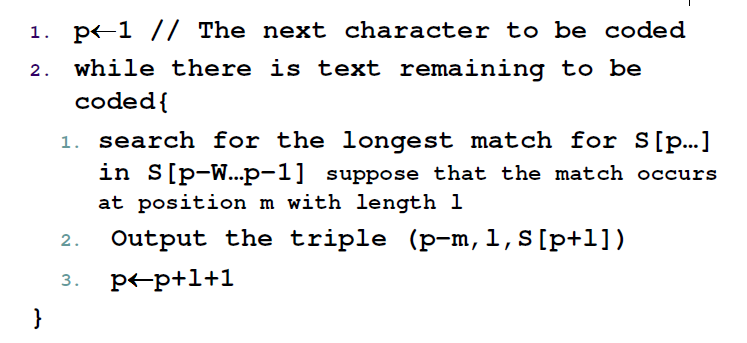 1. p←1 // The next character to be coded
2. while there is text remaining to be
coded{
1. search for the longest match for S[p…]
in S[p−W…p−1] suppose that the match occurs
at position m with length l
2. Output the triple (p−m,l,S[p+l])
3. p←p+l+1
}